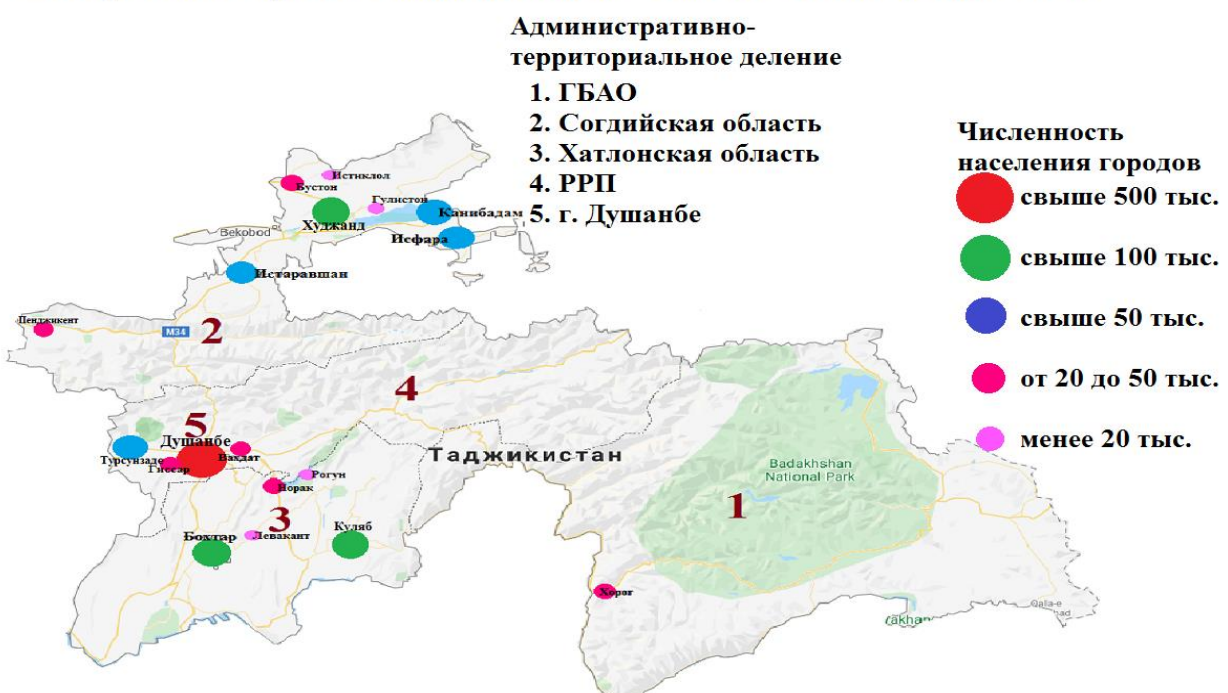 Административно-
территориальное деление
1. ГБАО
2. Согдийская область
3. Хатлонская область
4. РРП
5. г. Душанбе
Численность
населения городов
свыше 500 тыс.
свыше 100 тыс.
свыше 50 тыс.
от 20 до 50 тыс.
менее 20 тыс.
Истиклол
Бустон
Гулистон
Канибадам
Худжанд
Bekobod
Исфара
Истаравшан
Пенджикент
M34
2
4
5
Душанбе
Вахдат
Турсунзаде
Гиссар
Таджикистан
Рогун
Норак
Badakhshan
National Park
1
3
Куляб
Бохтар
Левакант
Хорог
Qala-e
akhan